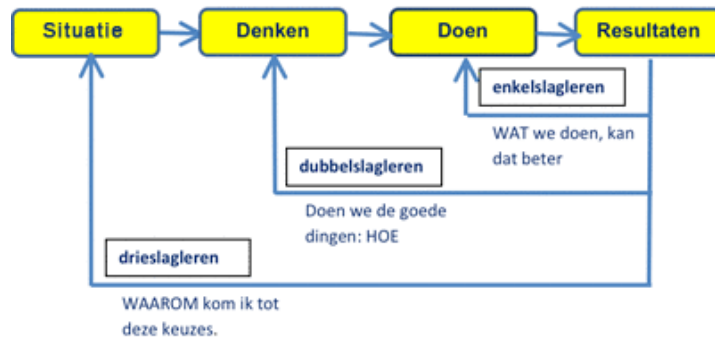 Situatie
Denken
Doen
Resultaten
enkelslagleren
WAT we doen, kan
dat beter
dubbelslagleren
Doen we de goede
dingen: HOE
drieslagleren
WAAROM kom ik tot
deze keuzes.